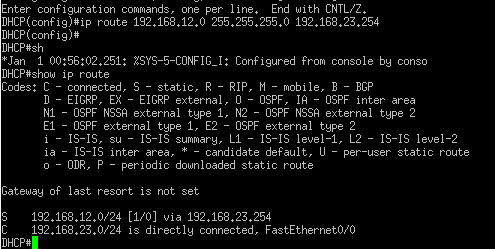 Enter configuration commands, one per line.  End with CNTL/Z.
DHCP(config)#ip route 192.168.12.0 255.255.255.0 192.168.23.254
DHCP(config)#
DHCP#sh
*Jan  1 00:56:02.251: %SYS-5-CONFIG_I: Configured from console by conso
DHCP#show ip route
Codes: C - connected, S - static, R - RIP, M - mobile, B - BGP
D - EIGRP, EX - EIGRP external, O - OSPF, IA - OSPF inter area
N1 - OSPF NSSA external type 1, N2 - OSPF NSSA external type 2
E1 - OSPF external type 1, E2 - OSPF external type 2
i - IS-IS, su - IS-IS summary, L1 - IS-IS level-1, L2 - IS-IS level-2
ia - IS-IS inter area, * - candidate default, U - per-user static route
o - ODR, P - periodic downloaded static route
Gateway of last resort is not set
S    192.168.12.0/24 [1/0] via 192.168.23.254
C    192.168.23.0/24 is directly connected, FastEthernet0/0
DHCP#